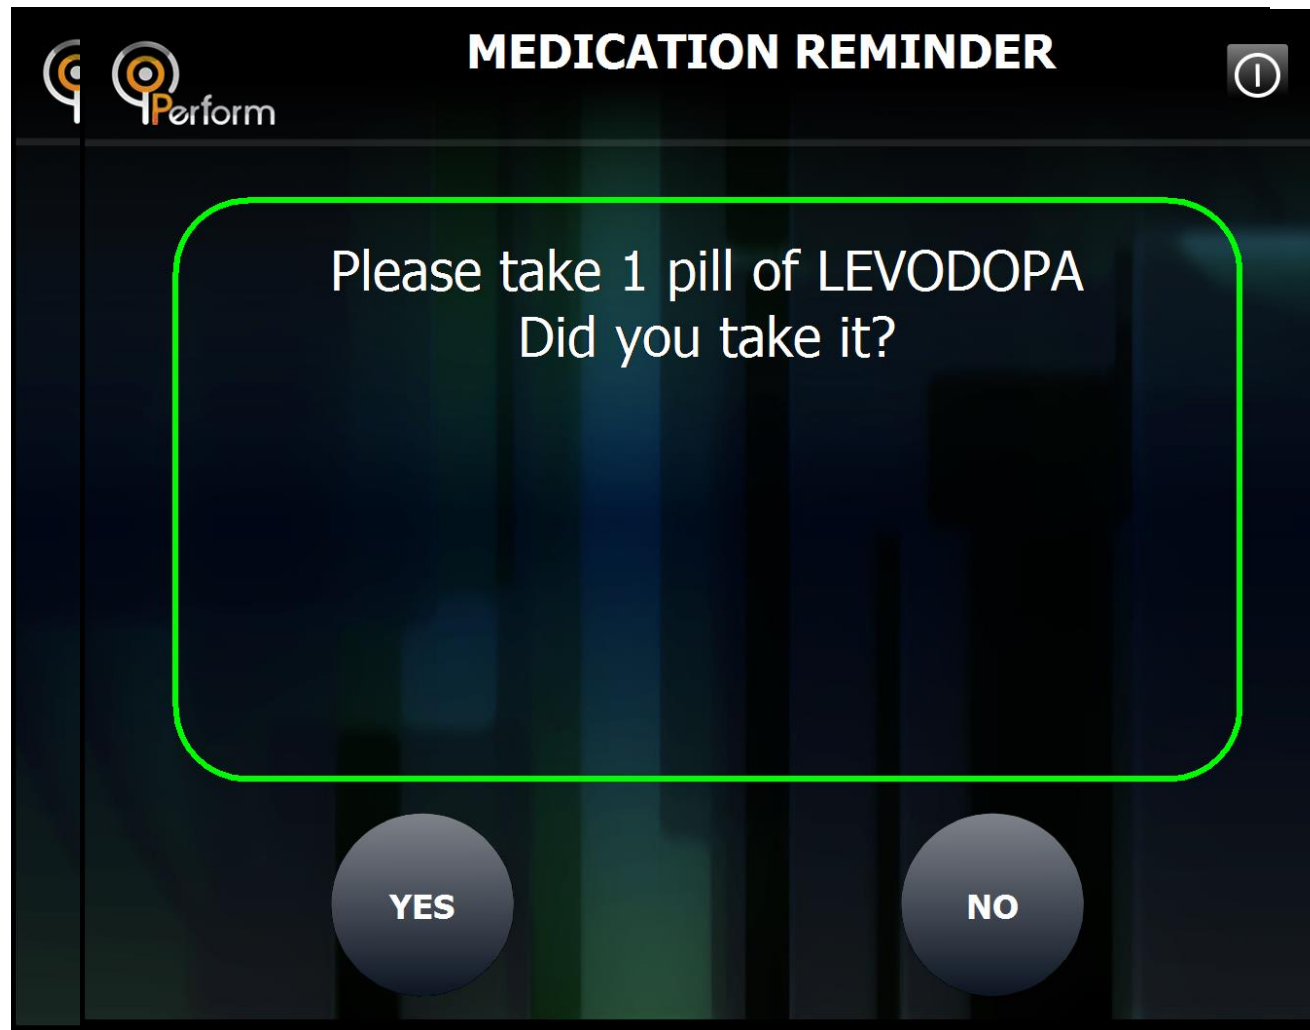 MEDICATION REMINDER
Perform
Please take 1 pill of LEVODOPA
Did you take it?
YES
NO